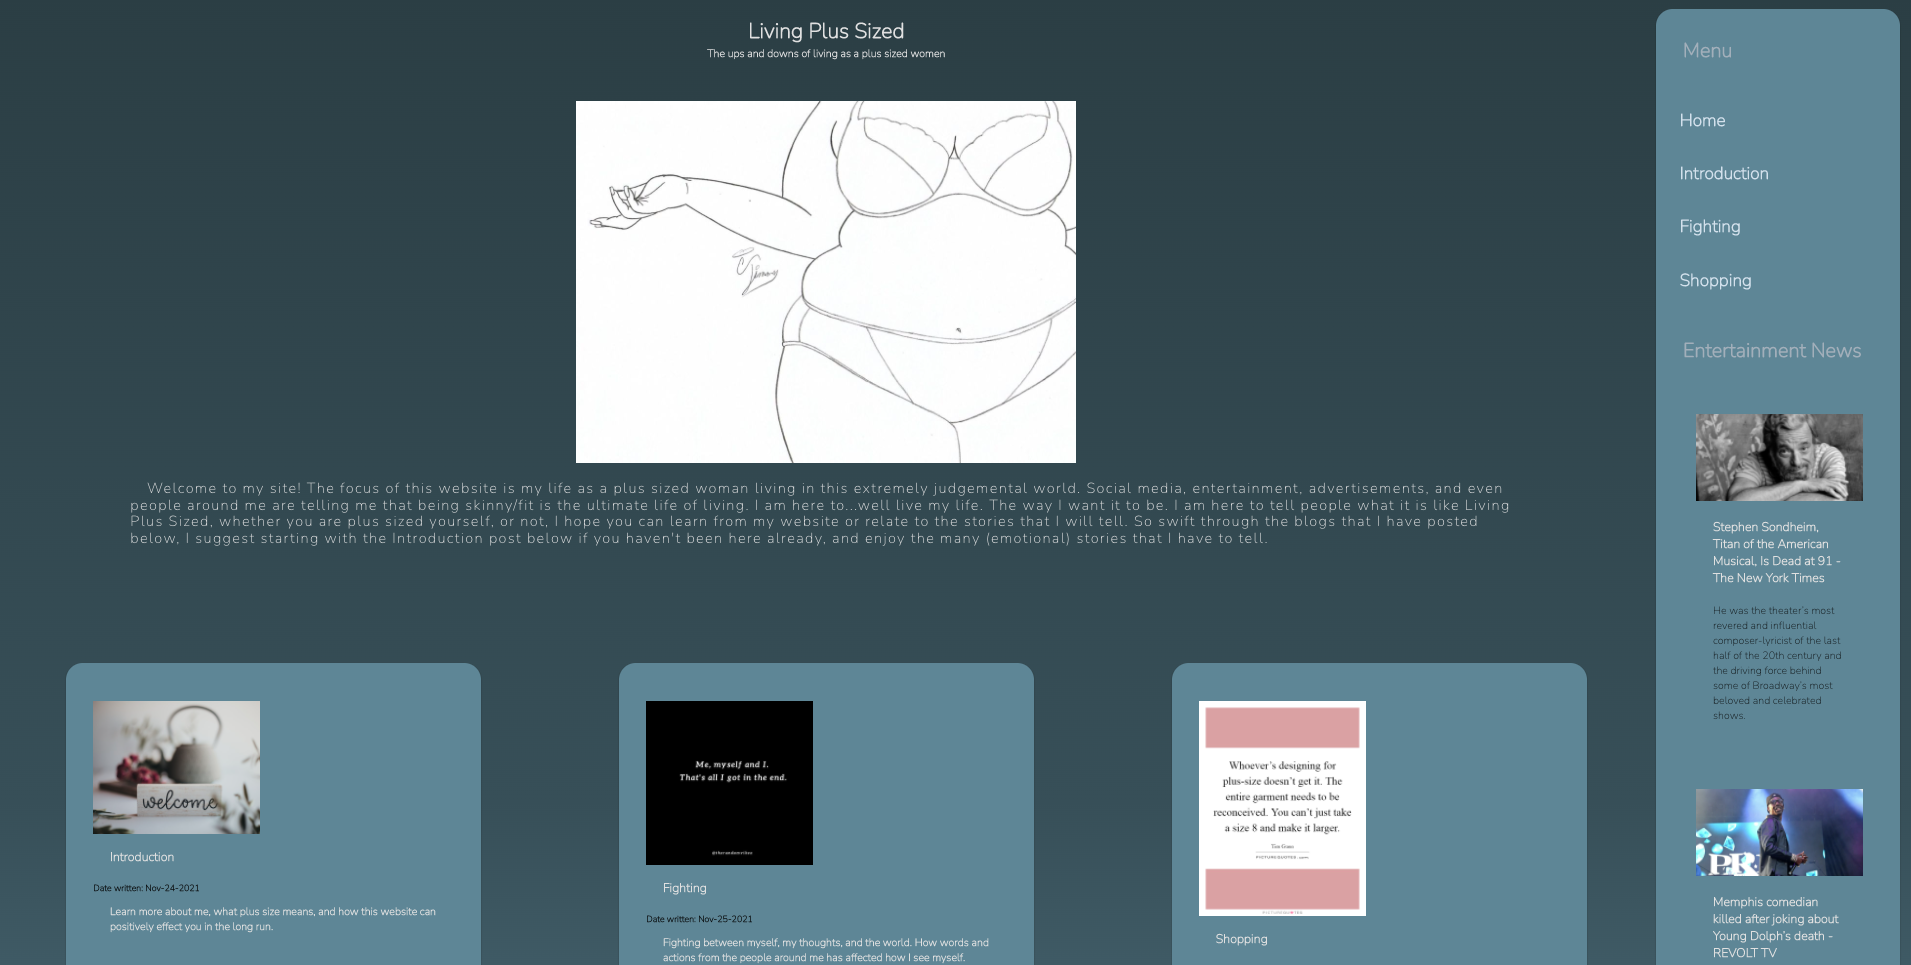 Living Plus Sized
The ups and downs of living as a plus sized women
Welcome to my site! The focus of this website is my life as a plus sized woman living in this extremely judgemental world. Social media, entertainment, advertisements, and even
people around me are telling me that being skinny/fit is the ultimate life of living. I am here to...well live my life. The way I want it to be. I am here to tell people what it is like Living
Plus Sized, whether you are plus sized yourself, or not, I hope you can learn from my website or relate to the stories that I will tell. So swift through the blogs that I have posted
below, I suggest starting with the Introduction post below if you haven't been here already, and enjoy the many (emotional) stories that I have to tell.
welcome
Introduction
Date written: Nov-24-2021
Learn more about me, what plus size means, and how this website can
positively effect you in the long run.
Me, myself and I.
That's all I got in the end.
Fighting
Date written: Nov-25-2021
Fighting between myself, my thoughts, and the world. How words and
actions from the people around me has affected how I see myself.
Whoever's designing for
plus-size doesn't get it. The
entire garment needs to be
reconceived. You can't just take
a size 8 and make it larger.
Tim Gunn
PICTUREQUOTES.com
PICTUREQUOTES
Shopping
Menu
Home
Introduction
Fighting
Shopping
Entertainment News
Stephen Sondheim,
Titan of the American
Musical, Is Dead at 91 -
The New York Times
He was the theater's most
revered and influential
composer-lyricist of the last
half of the 20th century and
the driving force behind
some of Broadway's most
beloved and celebrated
shows.
PR
Memphis comedian
killed after joking about
Young Dolph's death -
REVOLT TV